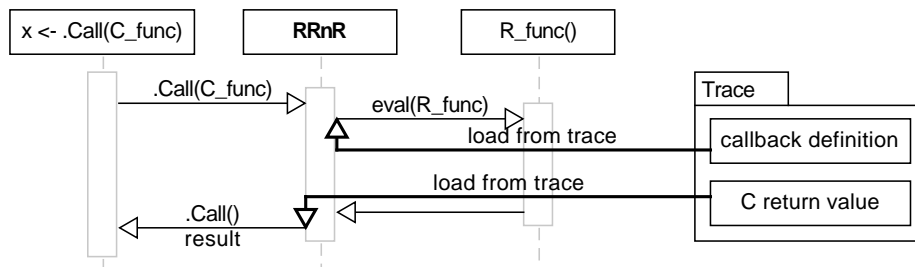 x <- .Call(C_func)
RRnR
R_func()
.Call(C_func)
eval(R_func)
Trace
load from trace
callback definition
load from trace
C return value
.Call()
result